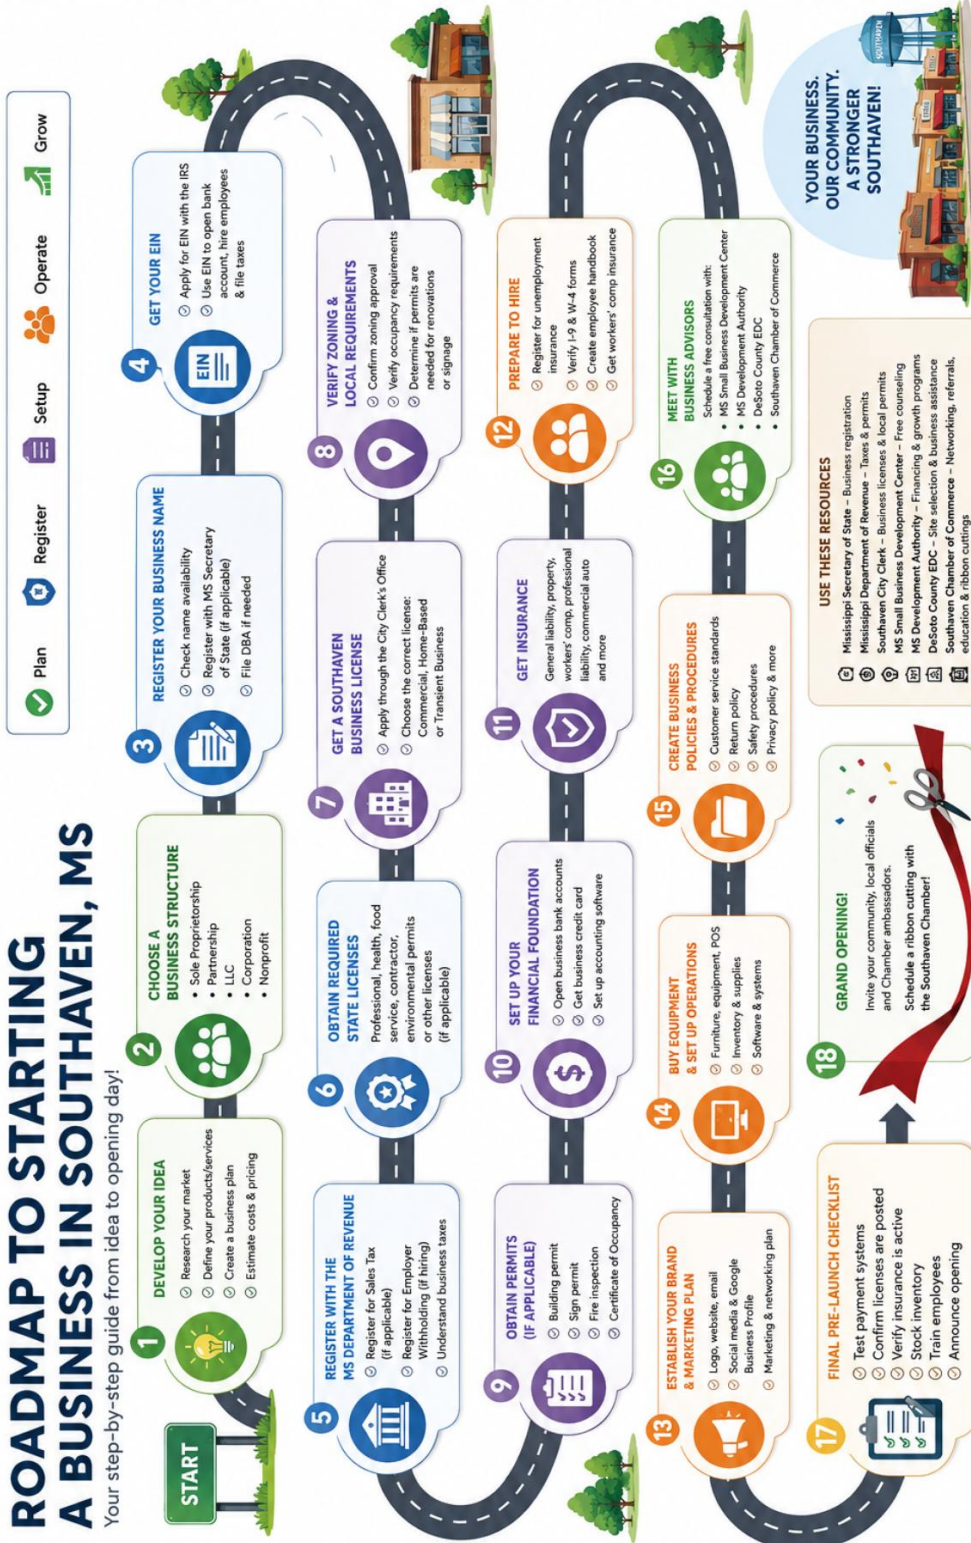 ROADMAP TO STARTING
A BUSINESS IN SOUTHAVEN, MS
Your step-by-step guide from idea to opening day!
Plan
Register
Setup
Operate
Grow
START
1
DEVELOP YOUR IDEA
Research your market
Define your products/services
Create a business plan
Estimate costs & pricing
2
CHOOSE A
BUSINESS STRUCTURE
• Sole Proprietorship
• Partnership
• LLC
• Corporation
• Nonprofit
3
REGISTER YOUR BUSINESS NAME
Check name availability
Register with MS Secretary
of State (if applicable)
File DBA if needed
4
EIN
GET YOUR EIN
Apply for EIN with the IRS
Use EIN to open bank
account, hire employees
& file taxes
5
REGISTER WITH THE
MS DEPARTMENT OF REVENUE
Register for Sales Tax
(if applicable)
Register for Employer
Withholding (if hiring)
Understand business taxes
6
OBTAIN REQUIRED
STATE LICENSES
Professional, health, food
service, contractor,
environmental permits
or other licenses
(if applicable)
7
GET A SOUTHAVEN
BUSINESS LICENSE
Apply through the City Clerk's Office
Choose the correct license:
Commercial, Home-Based
or Transient Business
8
VERIFY ZONING &
LOCAL REQUIREMENTS
Confirm zoning approval
Verify occupancy requirements
Determine if permits are
needed for renovations
or signage
9
OBTAIN PERMITS
(IF APPLICABLE)
Building permit
Sign permit
Fire inspection
Certificate of Occupancy
10
SET UP YOUR
FINANCIAL FOUNDATION
Open business bank accounts
Get business credit card
Set up accounting software
11
GET INSURANCE
General liability, property,
workers' comp, professional
liability, commercial auto
and more
12
PREPARE TO HIRE
Register for unemployment
insurance
Verify I-9 & W-4 forms
Create employee handbook
Get workers' comp insurance
13
ESTABLISH YOUR BRAND
& MARKETING PLAN
Logo, website, email
Social media & Google
Business Profile
Marketing & networking plan
14
BUY EQUIPMENT
& SET UP OPERATIONS
Furniture, equipment, POS
Inventory & supplies
Software & systems
15
CREATE BUSINESS
POLICIES & PROCEDURES
Customer service standards
Return policy
Safety procedures
Privacy policy & more
16
MEET WITH
BUSINESS ADVISORS
Schedule a free consultation with:
• MS Small Business Development Center
• MS Development Authority
• DeSoto County EDC
• Southaven Chamber of Commerce
17
FINAL PRE-LAUNCH CHECKLIST
Test payment systems
Confirm licenses are posted
Verify insurance is active
Stock inventory
Train employees
Announce opening
18
GRAND OPENING!
Invite your community, local officials
and Chamber ambassadors.
Schedule a ribbon cutting with
the Southaven Chamber!
USE THESE RESOURCES
Mississippi Secretary of State – Business registration
Mississippi Department of Revenue – Taxes & permits
Southaven City Clerk – Business licenses & local permits
MS Small Business Development Center – Free counseling
MS Development Authority – Financing & growth programs
DeSoto County EDC – Site selection & business assistance
Southaven Chamber of Commerce – Networking, referrals,
education & ribbon cuttings
YOUR BUSINESS.
OUR COMMUNITY.
A STRONGER
SOUTHAVEN!
SOUTHAVEN